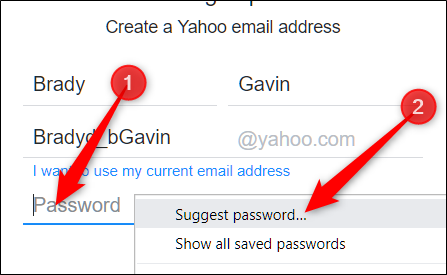 Create a Yahoo email address
1
Brady Gavin
2
Bradyd_bGavin @yahoo.com
I want to use my current email address
Password
Suggest password...
Show all saved passwords